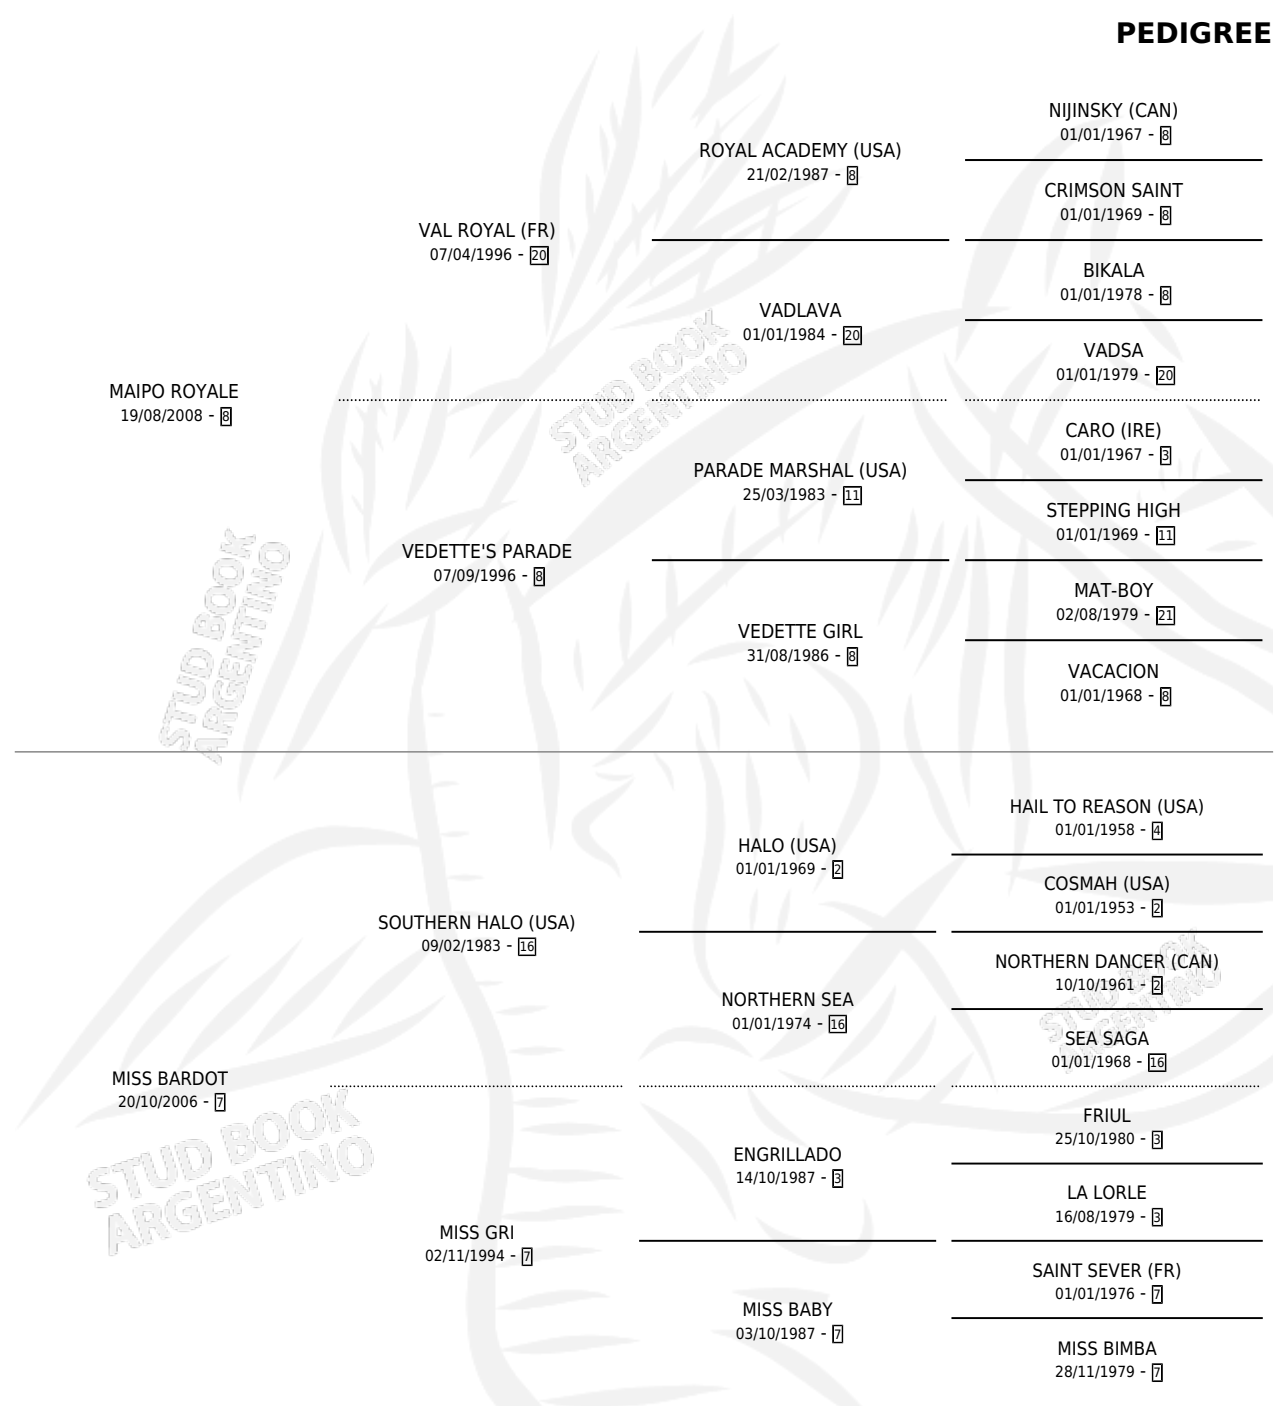 PEDIGREE
NIJINSKY (CAN)
01/01/1967 - 8
ROYAL ACADEMY (USA)
21/02/1987 - 8
CRIMSON SAINT
01/01/1969 - 8
VAL ROYAL (FR)
07/04/1996 - 20
BIKALA
01/01/1978 - 8
VADLAVA
01/01/1984 - 20
VADSA
01/01/1979 - 20
MAIPO ROYALE
19/08/2008 - 8
CARO (IRE)
01/01/1967 - 3
PARADE MARSHAL (USA)
25/03/1983 - 11
STEPPING HIGH
01/01/1969 - 11
VEDETTE'S PARADE
07/09/1996 - 8
MAT-BOY
02/08/1979 - 21
VEDETTE GIRL
31/08/1986 - 8
VACACION
01/01/1968 - 8
HAIL TO REASON (USA)
01/01/1958 - 4
HALO (USA)
01/01/1969 - 2
COSMAH (USA)
01/01/1953 - 2
SOUTHERN HALO (USA)
09/02/1983 - 16
NORTHERN DANCER (CAN)
10/10/1961 - 2
NORTHERN SEA
01/01/1974 - 16
SEA SAGA
01/01/1968 - 16
MISS BARDOT
20/10/2006 - 7
FRIUL
25/10/1980 - 3
ENGRILLADO
14/10/1987 - 3
LA LORLE
16/08/1979 - 3
MISS GRI
02/11/1994 - 7
SAINT SEVER (FR)
01/01/1976 - 7
MISS BABY
03/10/1987 - 7
MISS BIMBA
28/11/1979 - 7
STUD BOOK
ARGENTINO
STUD BOOK
ARGENTINO
STUD BOOK
ARGENTINO
STUD BOOK
ARGENTINO